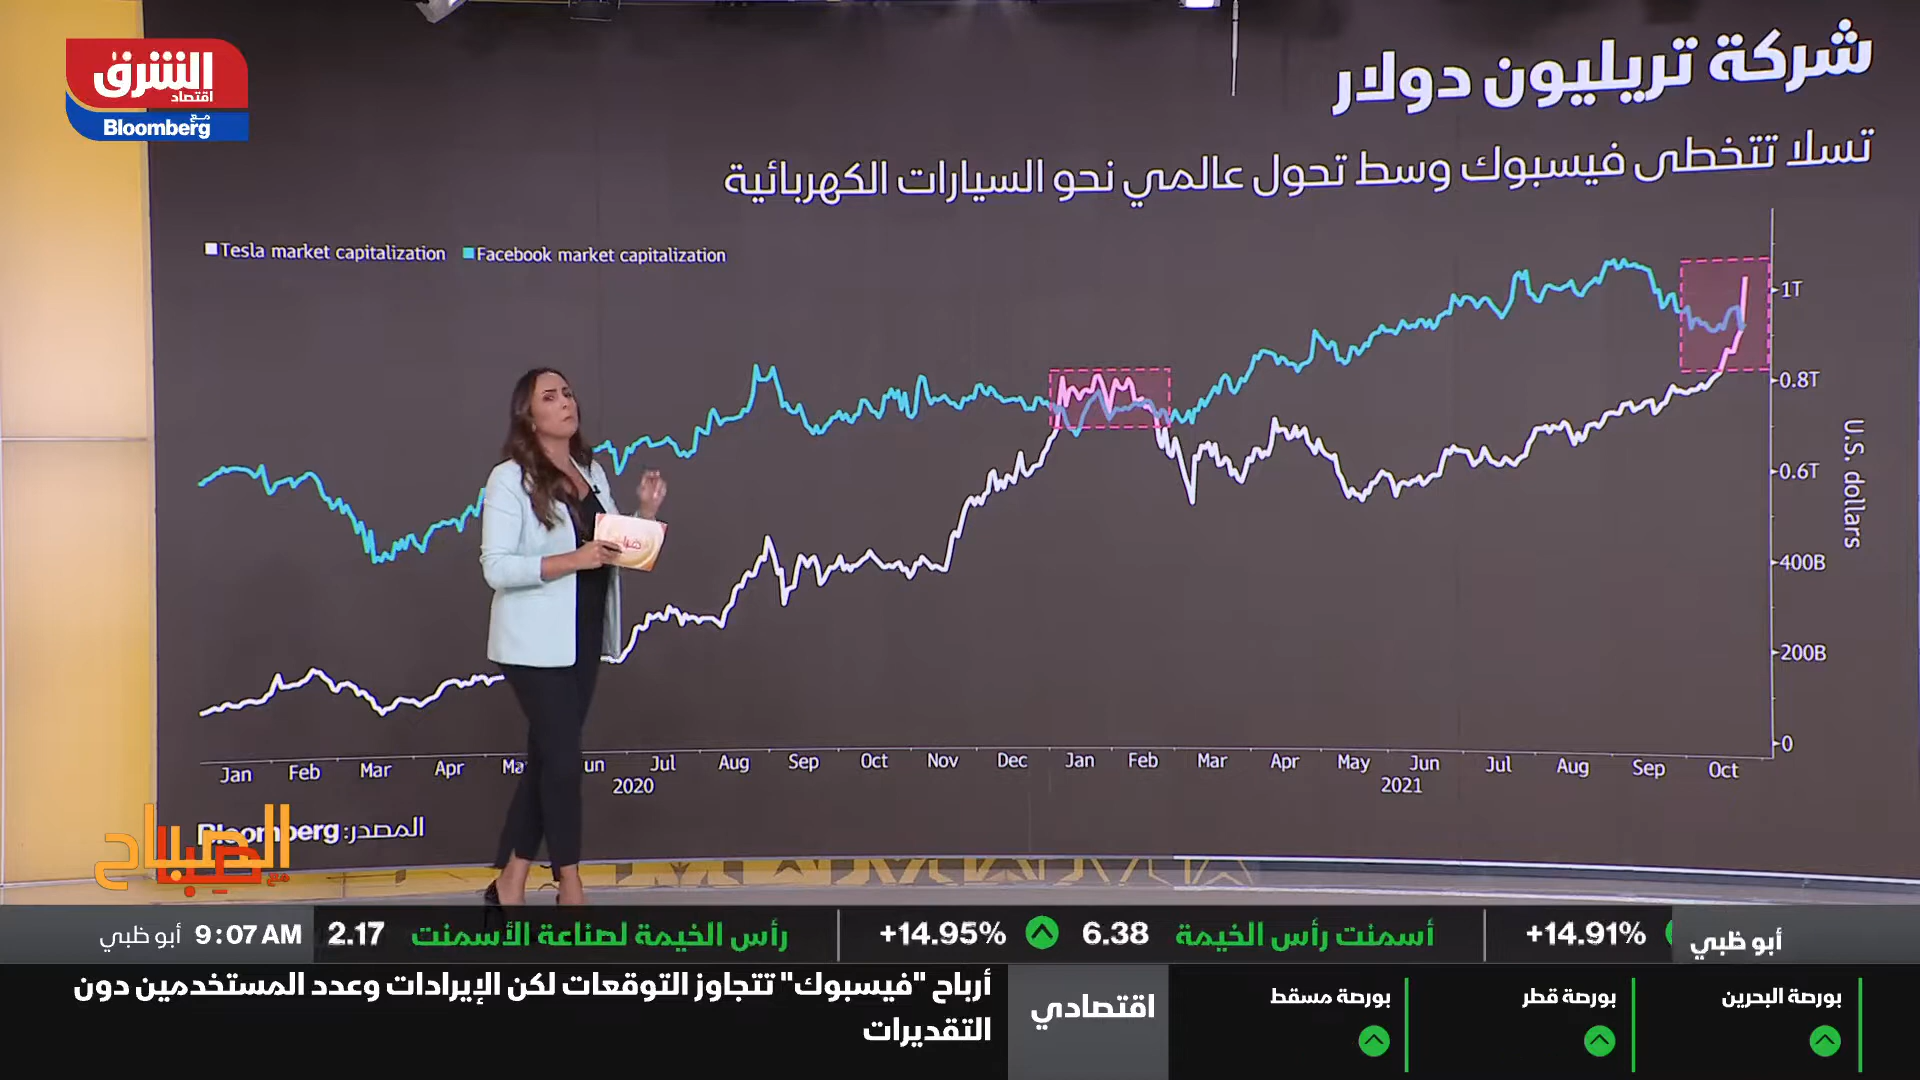 الشرق
اقتصاد
مع
Bloomberg
شركة تريليون دولار
تسلا تتخطى فيسبوك وسط تحول عالمي نحو السيارات الكهربائية
Tesla market capitalization
Facebook market capitalization
1T
0.8T
0.6T
400B
200B
0
U.S. dollars
Jan Feb Mar Apr Jul Aug Sep Oct Nov Dec Jan Feb Mar Apr May Jun Jul Aug Sep Oct
2020 2021
المصدر: Bloomberg
الصباح
مع
صبا
أبو ظبي
+14.91%
أسمنت رأس الخيمة 6.38 +14.95%
رأس الخيمة لصناعة الأسمنت 2.17
9:07 AM أبو ظبي
بورصة البحرين
بورصة قطر
بورصة مسقط
اقتصادي
أرباح "فيسبوك" تتجاوز التوقعات لكن الإيرادات وعدد المستخدمين دون
التقديرات